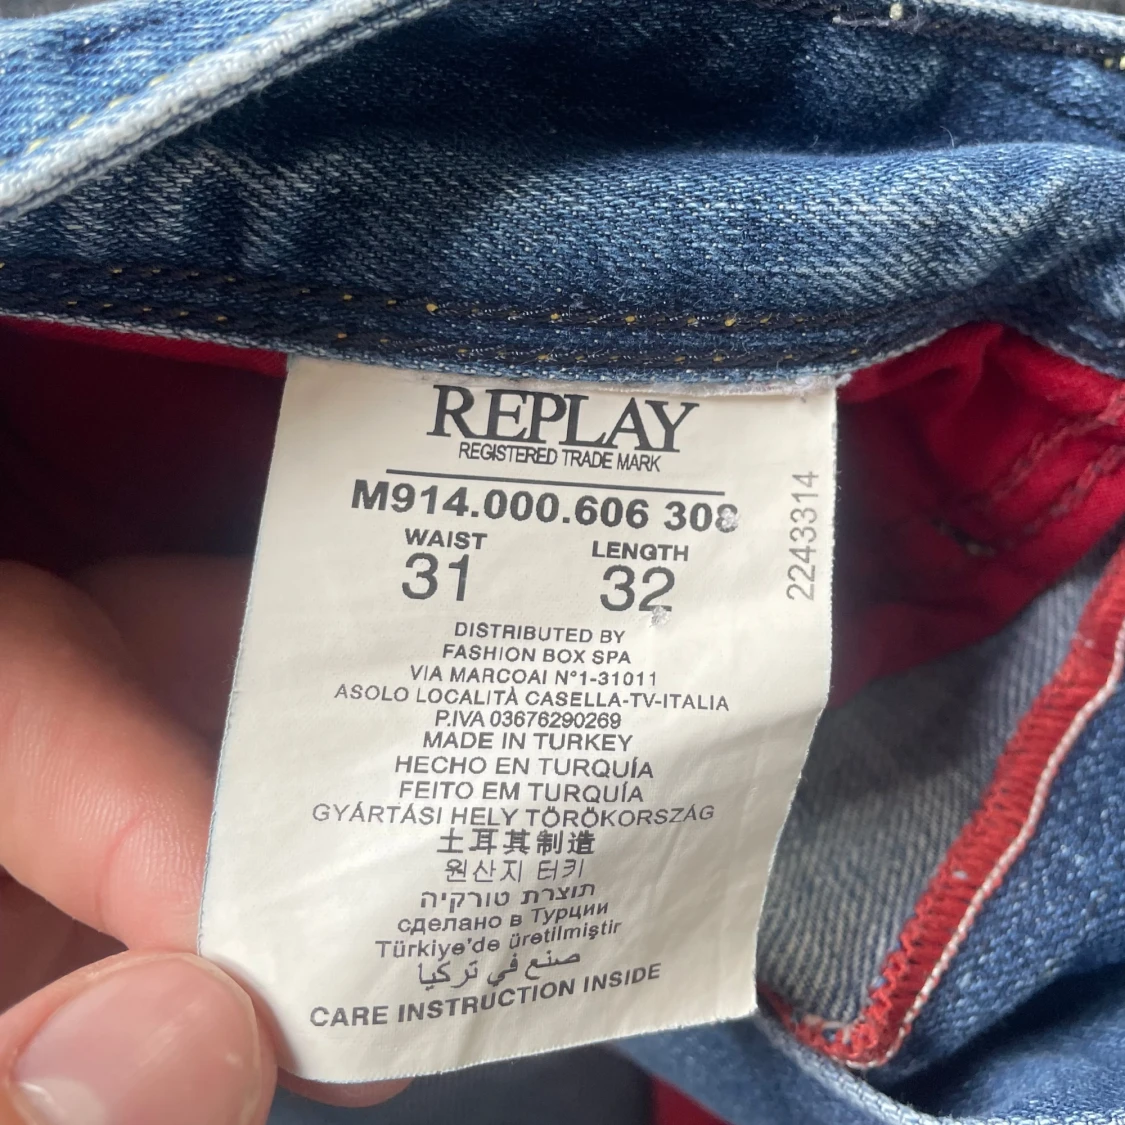 REPLAY
REGISTERED TRADE MARK
M914.000.606 308
WAIST
31
LENGTH
32
2243314
DISTRIBUTED BY
FASHION BOX SPA
VIA MARCOAI N°1-31011
ASOLO LOCALITÀ CASELLA-TV-ITALIA
P.IVA 03676290269
MADE IN TURKEY
HECHO EN TURQUÍA
FEITO EM TURQUÍA
GYÁRTÁSI HELY TÖRÖKORSZÁG
土耳其制造
원산지 터키
תוצרת טורקיה
сделано в Турции
Türkiye'de üretilmiştir
صنع في تركيا
CARE INSTRUCTION INSIDE